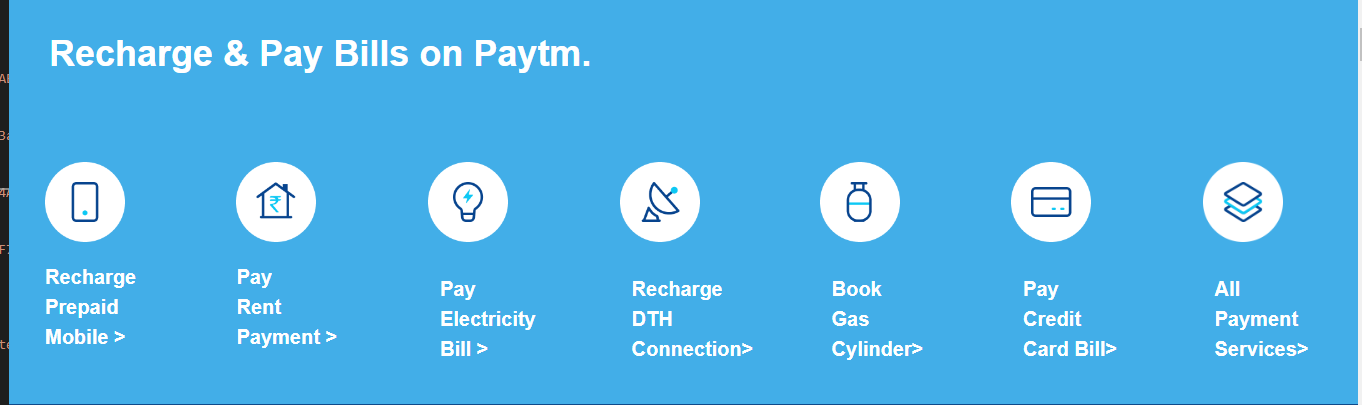 Recharge & Pay Bills on Paytm.
Recharge
Prepaid
Mobile >
Pay
Rent
Payment >
Pay
Electricity
Bill >
Recharge
DTH
Connection>
Book
Gas
Cylinder>
Pay
Credit
Card Bill>
All
Payment
Services>